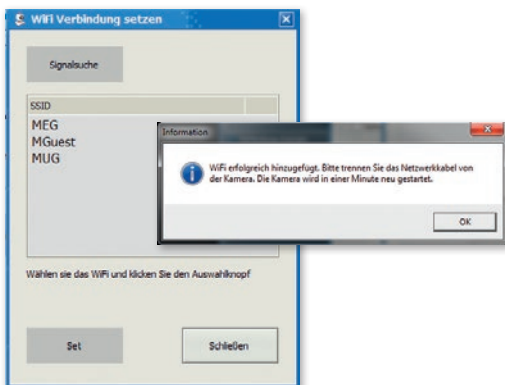 WiFi Verbindung setzen
Signalsuche
SSID
MEG
MGuest
MUG
Information
WiFi erfolgreich hinzugefügt. Bitte trennen Sie das Netzwerkkabel von
der Kamera. Die Kamera wird in einer Minute neu gestartet.
OK
Wählen sie das WiFi und klicken Sie den Auswahlknopf
Set
Schließen